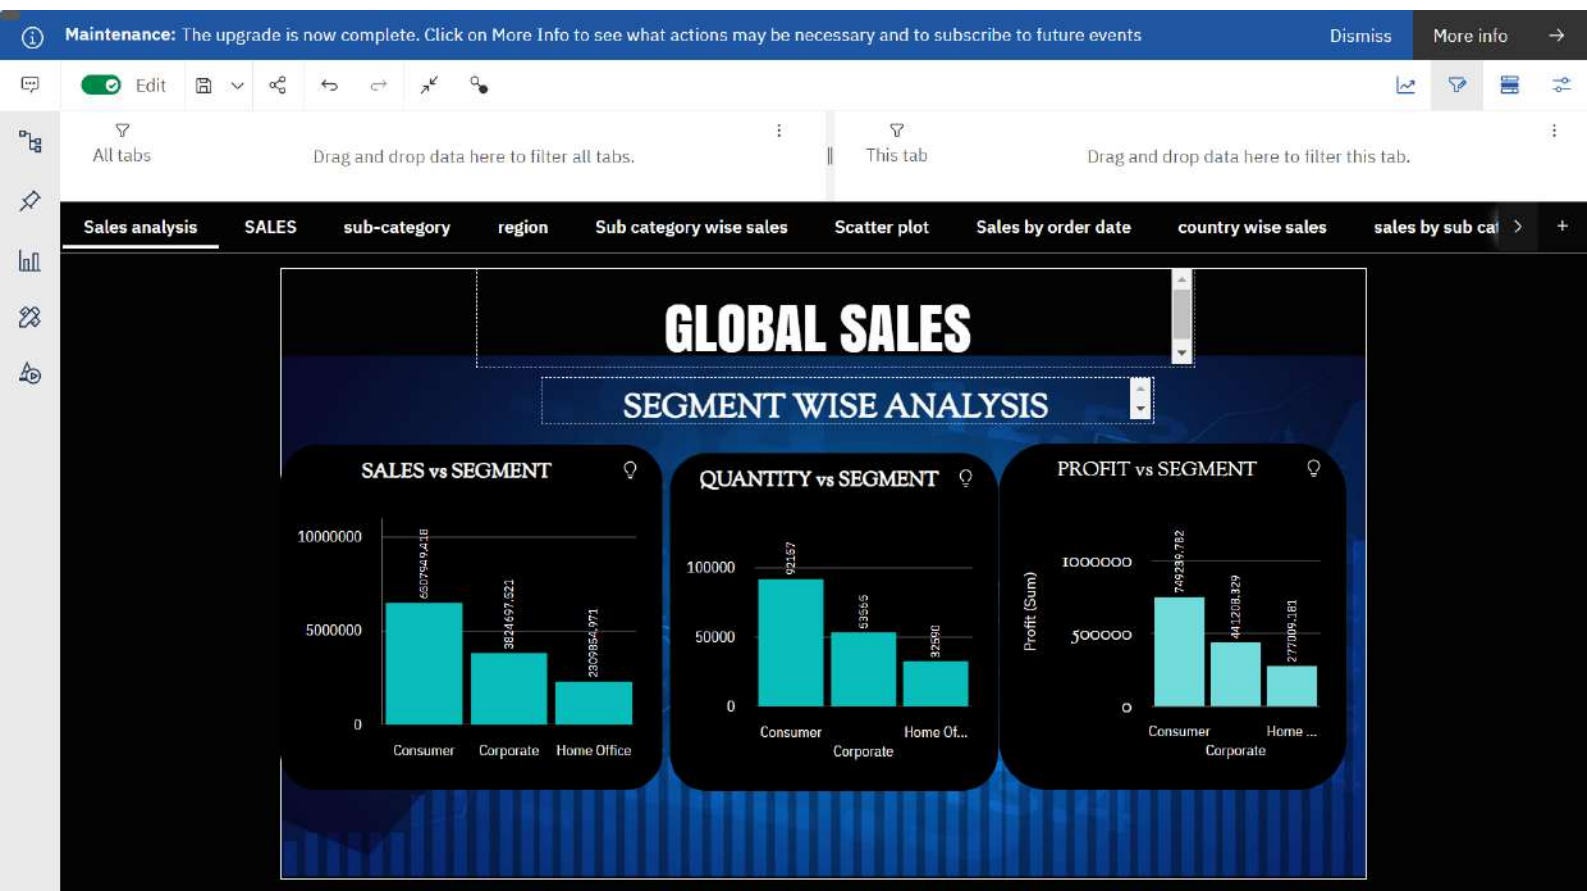 Maintenance: The upgrade is now complete. Click on More Info to see what actions may be necessary and to subscribe to future events
Dismiss
More info
Edit
All tabs
Drag and drop data here to filter all tabs.
This tab
Drag and drop data here to filter this tab.
Sales analysis
SALES
sub-category
region
Sub category wise sales
Scatter plot
Sales by order date
country wise sales
sales by sub cat
GLOBAL SALES
SEGMENT WISE ANALYSIS
SALES vs SEGMENT
10000000
5000000
0
6507949.418
3824697.521
2309854.971
Consumer
Corporate
Home Office
QUANTITY vs SEGMENT
100000
50000
0
92157
53565
32590
Consumer
Corporate
Home Of...
PROFIT vs SEGMENT
Profit (Sum)
1000000
500000
0
749239.782
441208.329
277009.181
Consumer
Corporate
Home ...